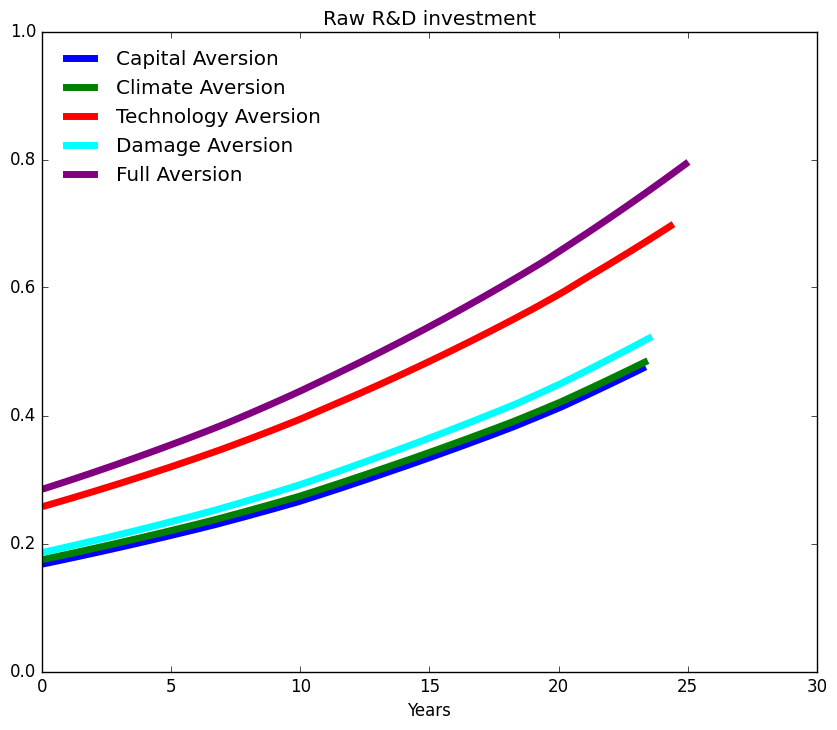 Raw R&D investment
1.0
0.8
0.6
0.4
0.2
0.0
Capital Aversion
Climate Aversion
Technology Aversion
Damage Aversion
Full Aversion
0 5 10 15 20 25 30
Years